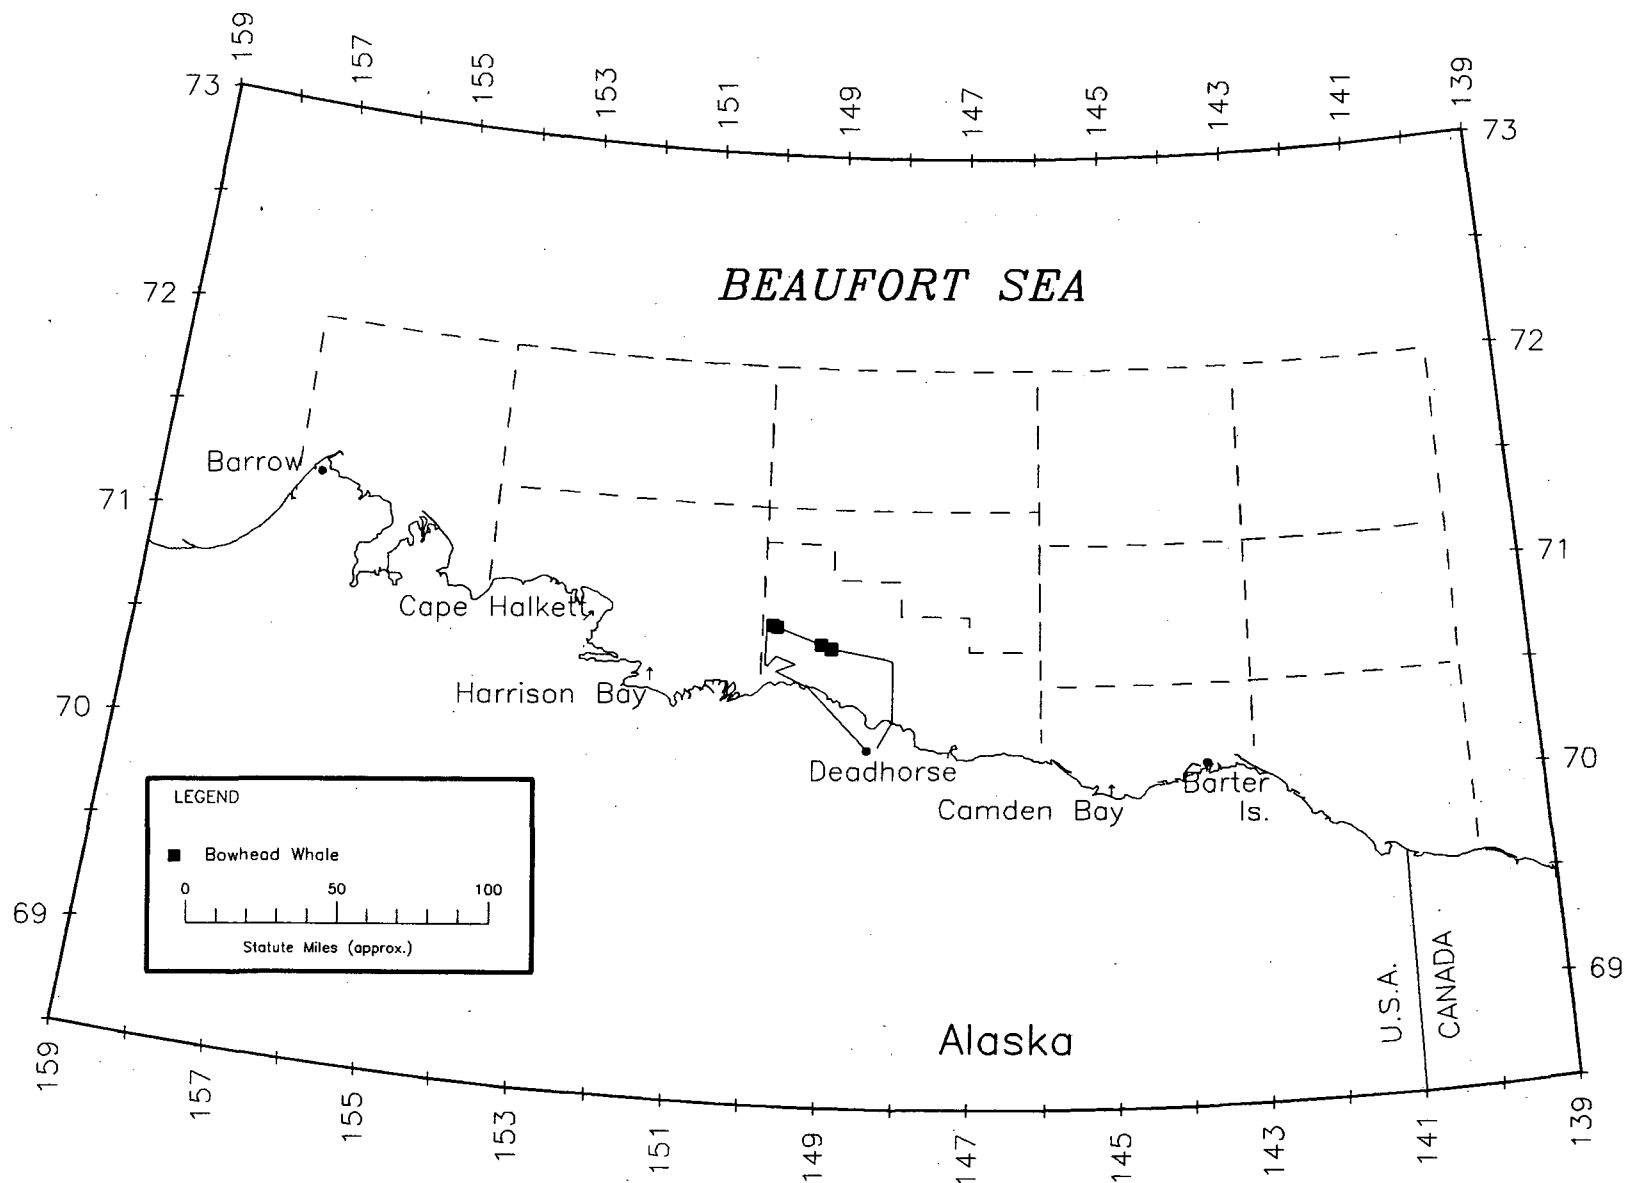 159
157
155
153
151
149
147
145
143
141
139
73
73
BEAUFORT SEA
72
72
Barrow
71
71
Cape Halkett
Harrison Bay
70
70
Deadhorse
Camden Bay
Barter
Is.
LEGEND
Bowhead Whale
0 50 100
Statute Miles (approx.)
69
69
U.S.A.
CANADA
Alaska
159
157
155
153
151
149
147
145
143
141
139